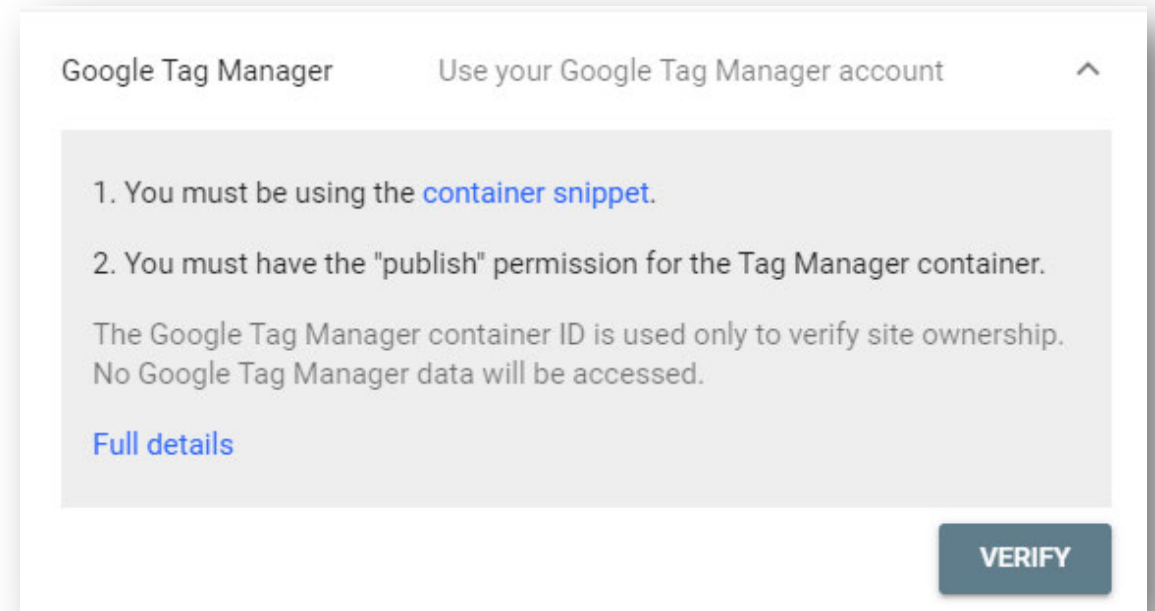 Google Tag Manager
Use your Google Tag Manager account
1. You must be using the container snippet.
2. You must have the "publish" permission for the Tag Manager container.
The Google Tag Manager container ID is used only to verify site ownership.
No Google Tag Manager data will be accessed.
Full details
VERIFY